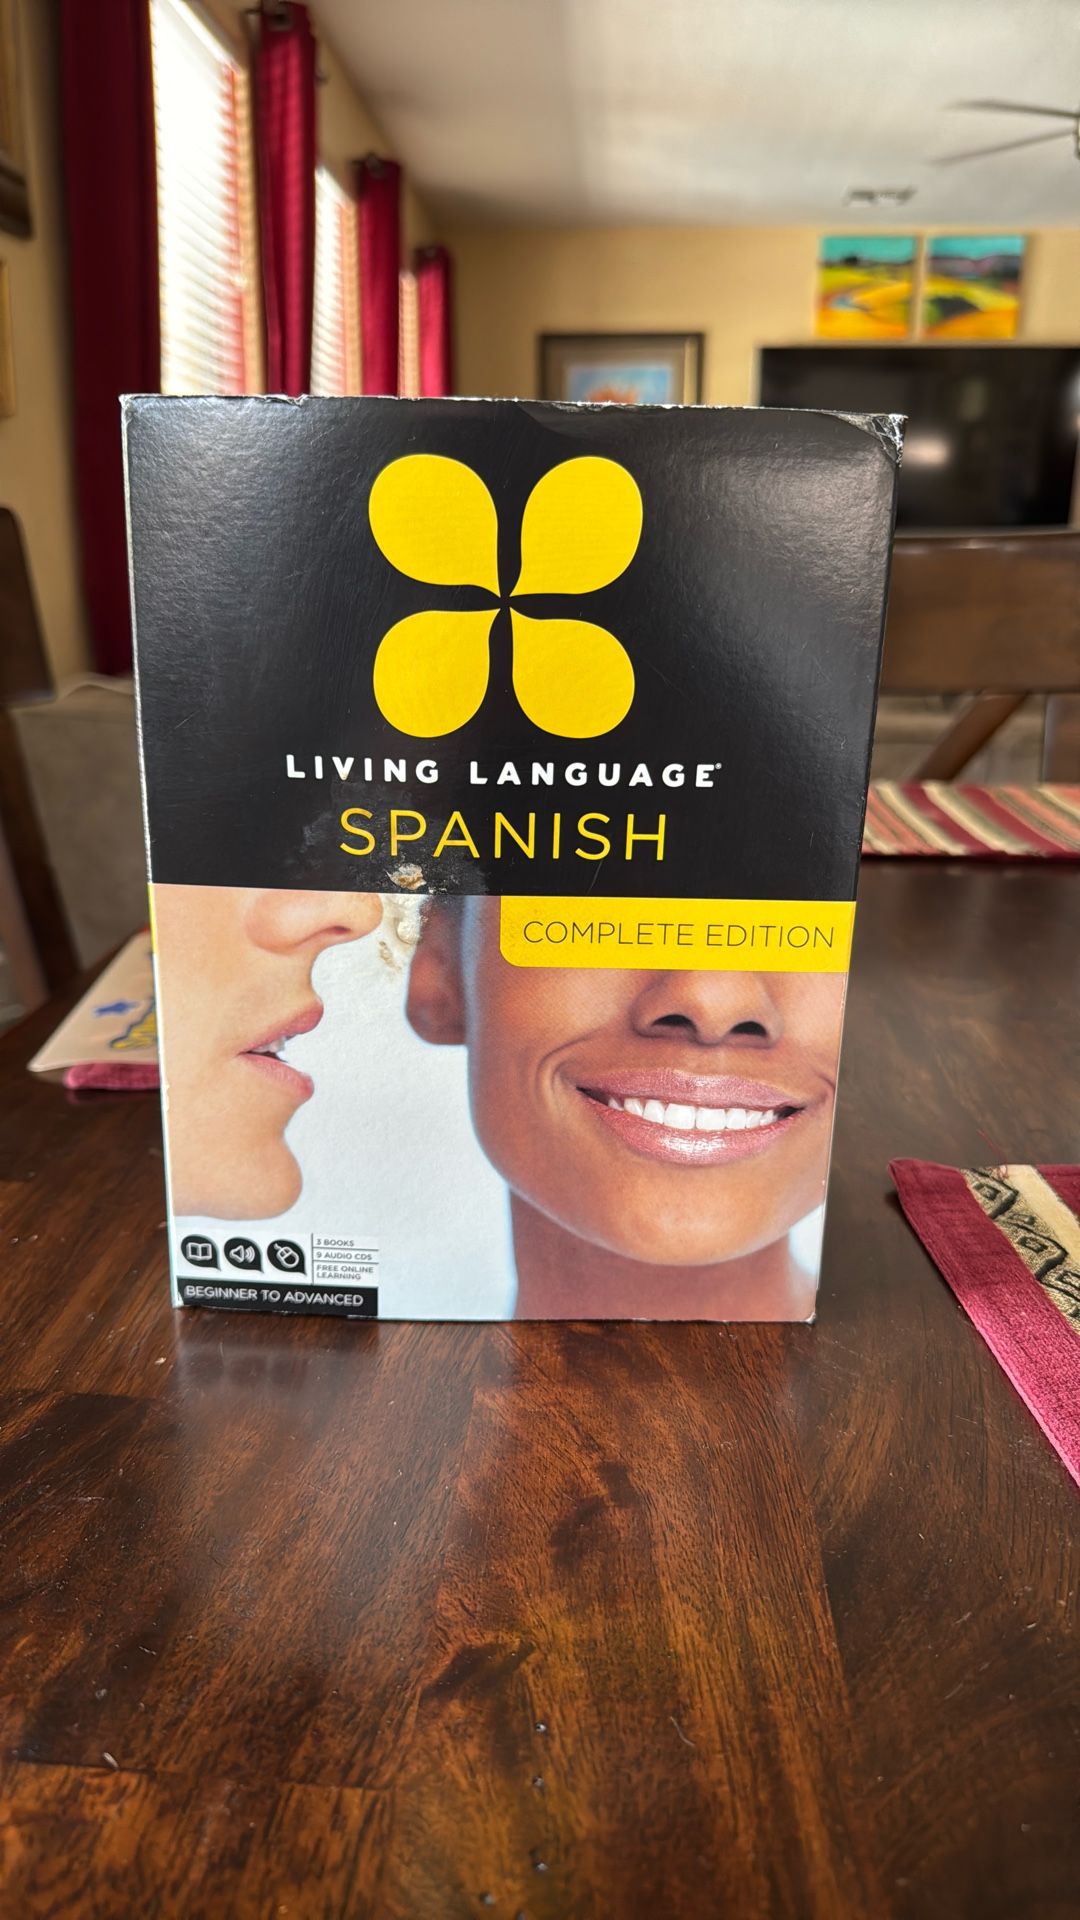 LIVING LANGUAGE®
SPANISH
COMPLETE EDITION
3 BOOKS
9 AUDIO CDS
FREE ONLINE
LEARNING
BEGINNER TO ADVANCED